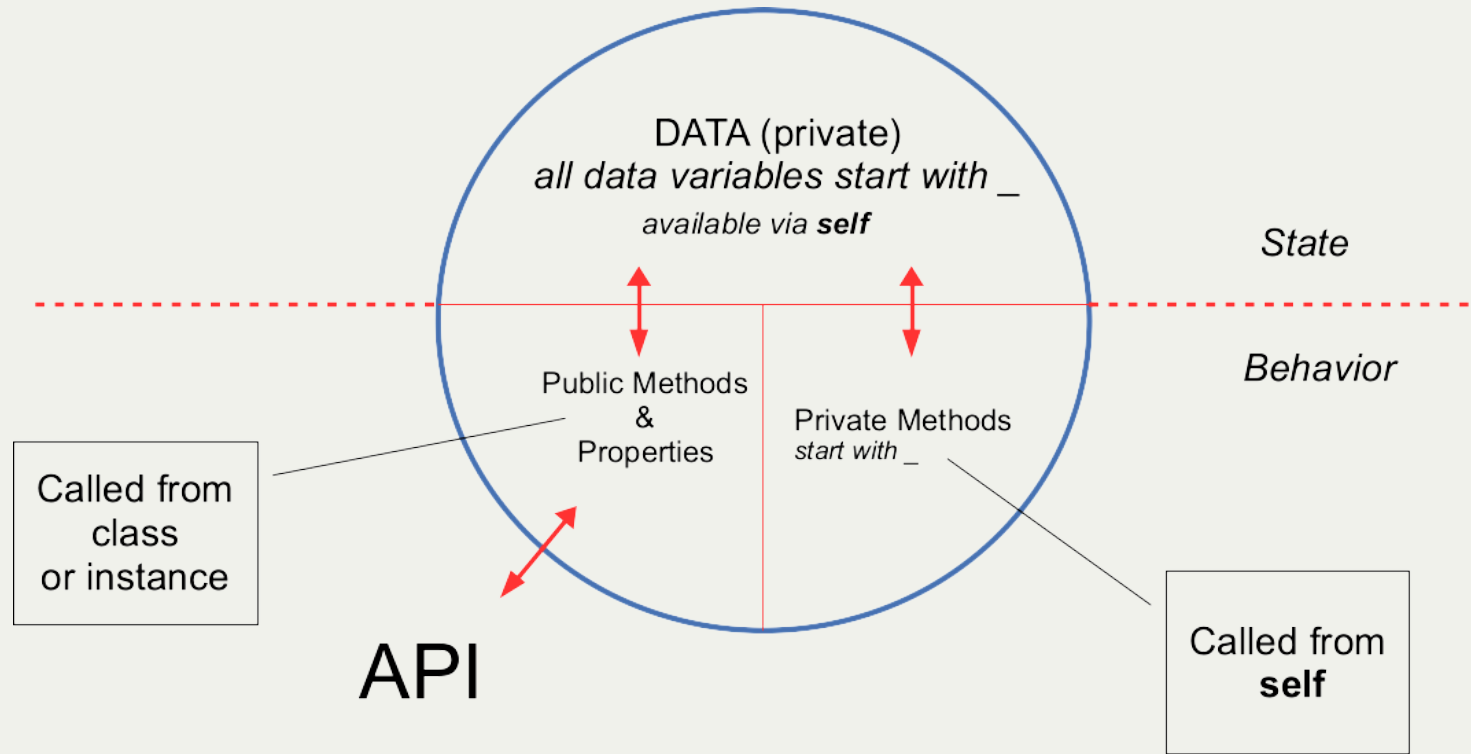 DATA (private)
all data variables start with _
available via self
State
Behavior
Public Methods
&
Properties
Private Methods
start with _
Called from
class
or instance
API
Called from
self